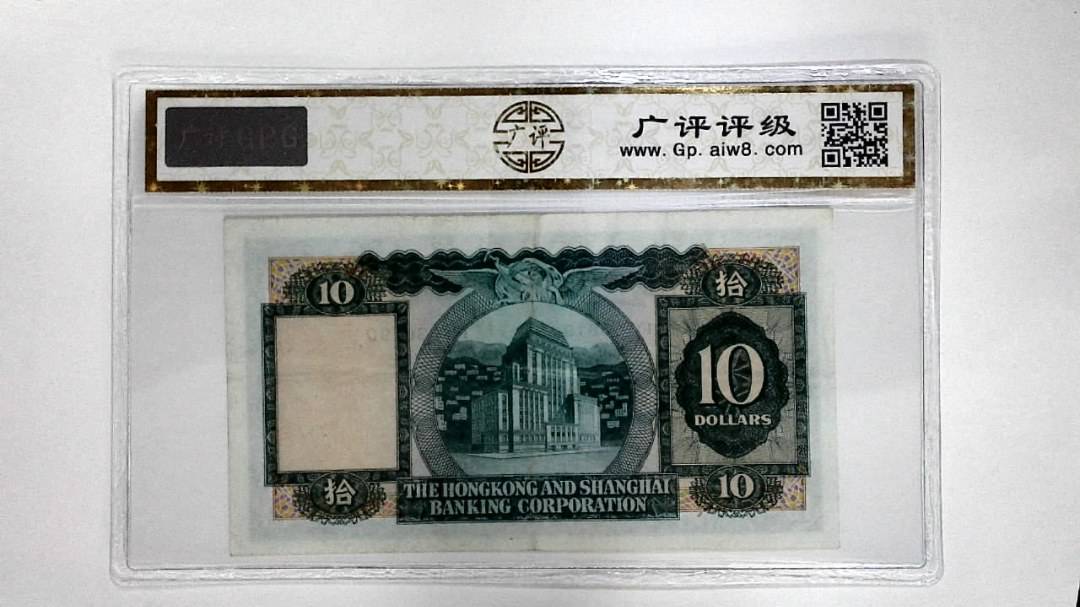 广评GPG
广评
广评评级
www.Gp.aiw8.com
10
拾
10
DOLLARS
拾
THE HONGKONG AND SHANGHAI
BANKING CORPORATION
10